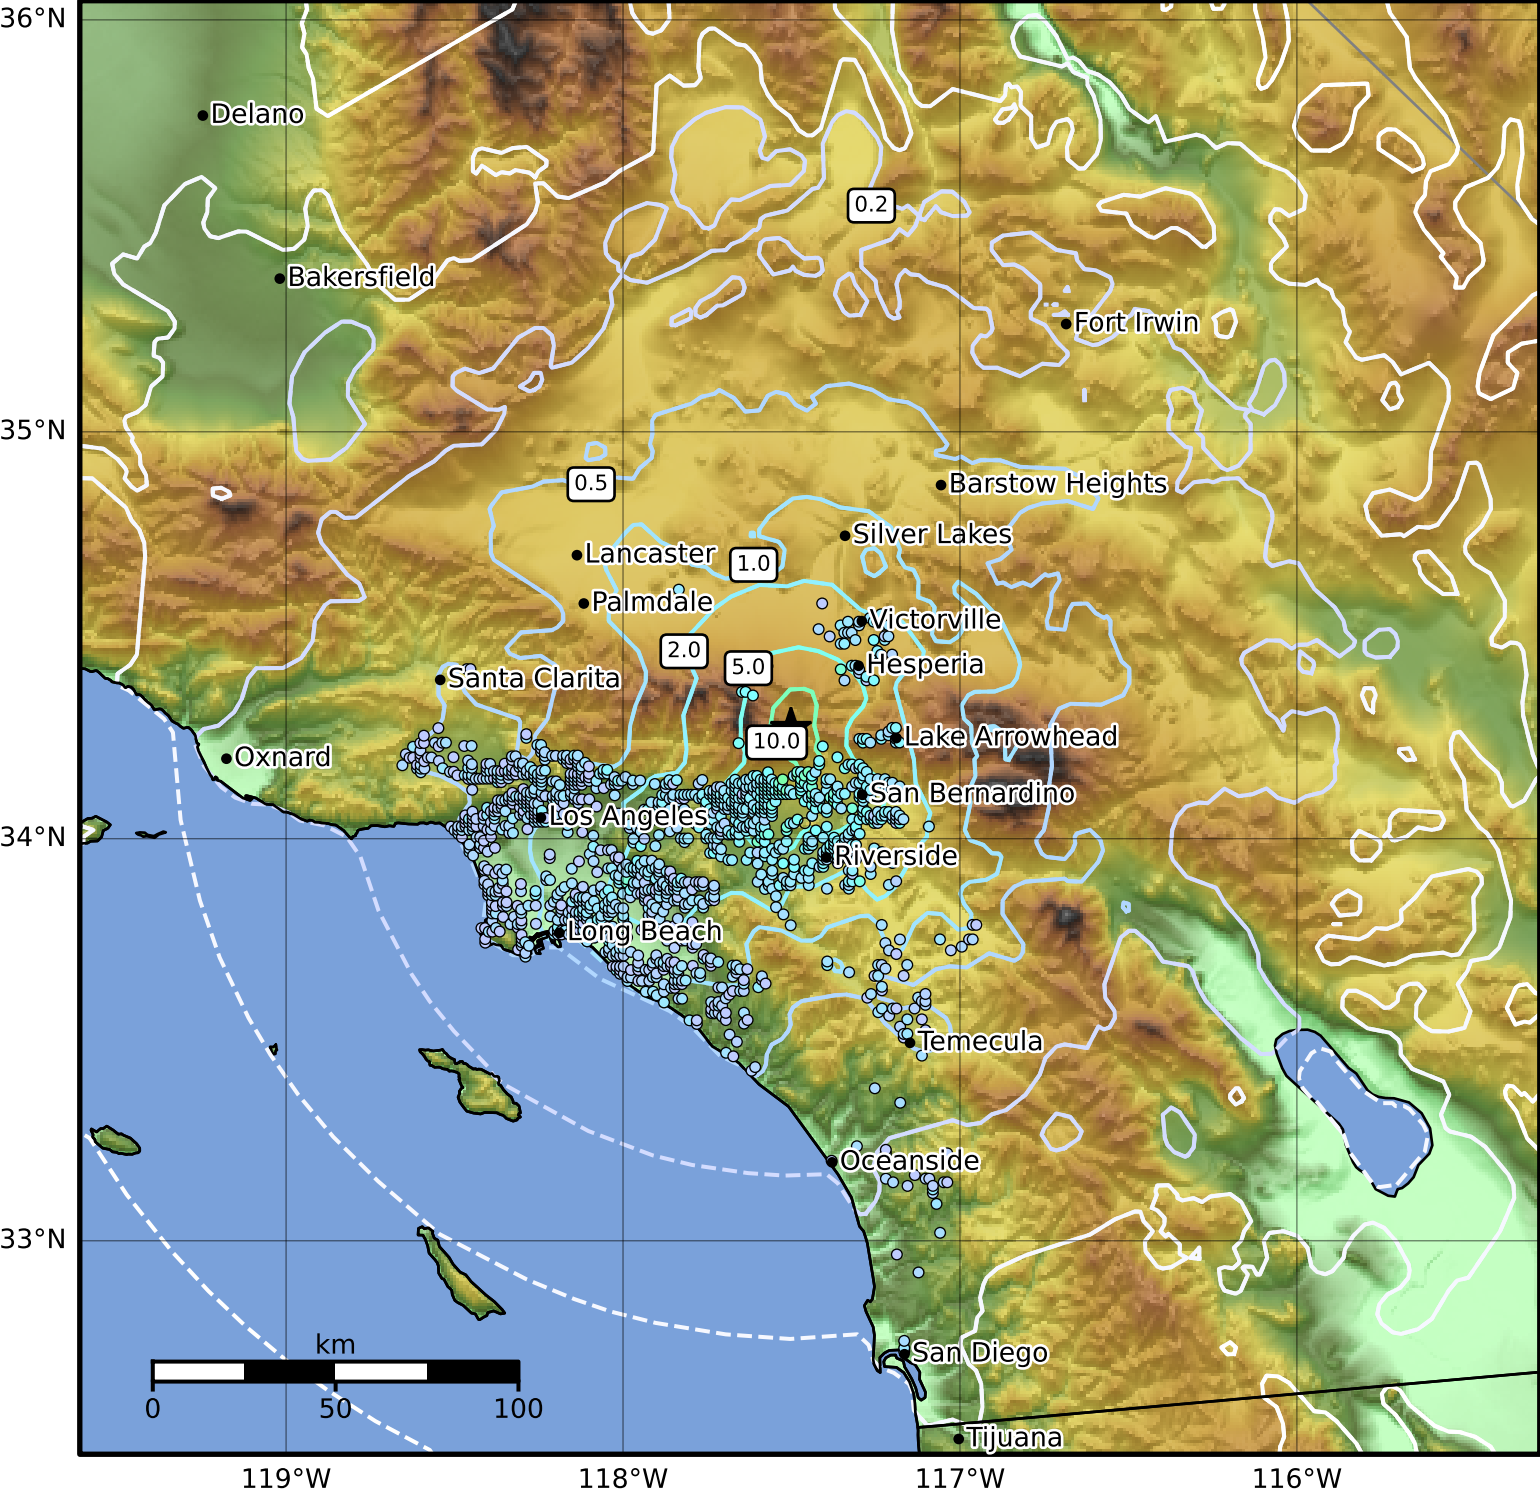 36°N
Delano
0.2
Bakersfield
Fort Irwin
35°N
0.5
Barstow Heights
Silver Lakes
Lancaster
1.0
Palmdale
Victorville
2.0
5.0
Hesperia
Santa Clarita
10.0
Lake Arrowhead
Oxnard
San Bernardino
Los Angeles
34°N
Riverside
Long Beach
Temecula
Oceanside
33°N
km
San Diego
0 50 100
Tijuana
119°W 118°W 117°W 116°W